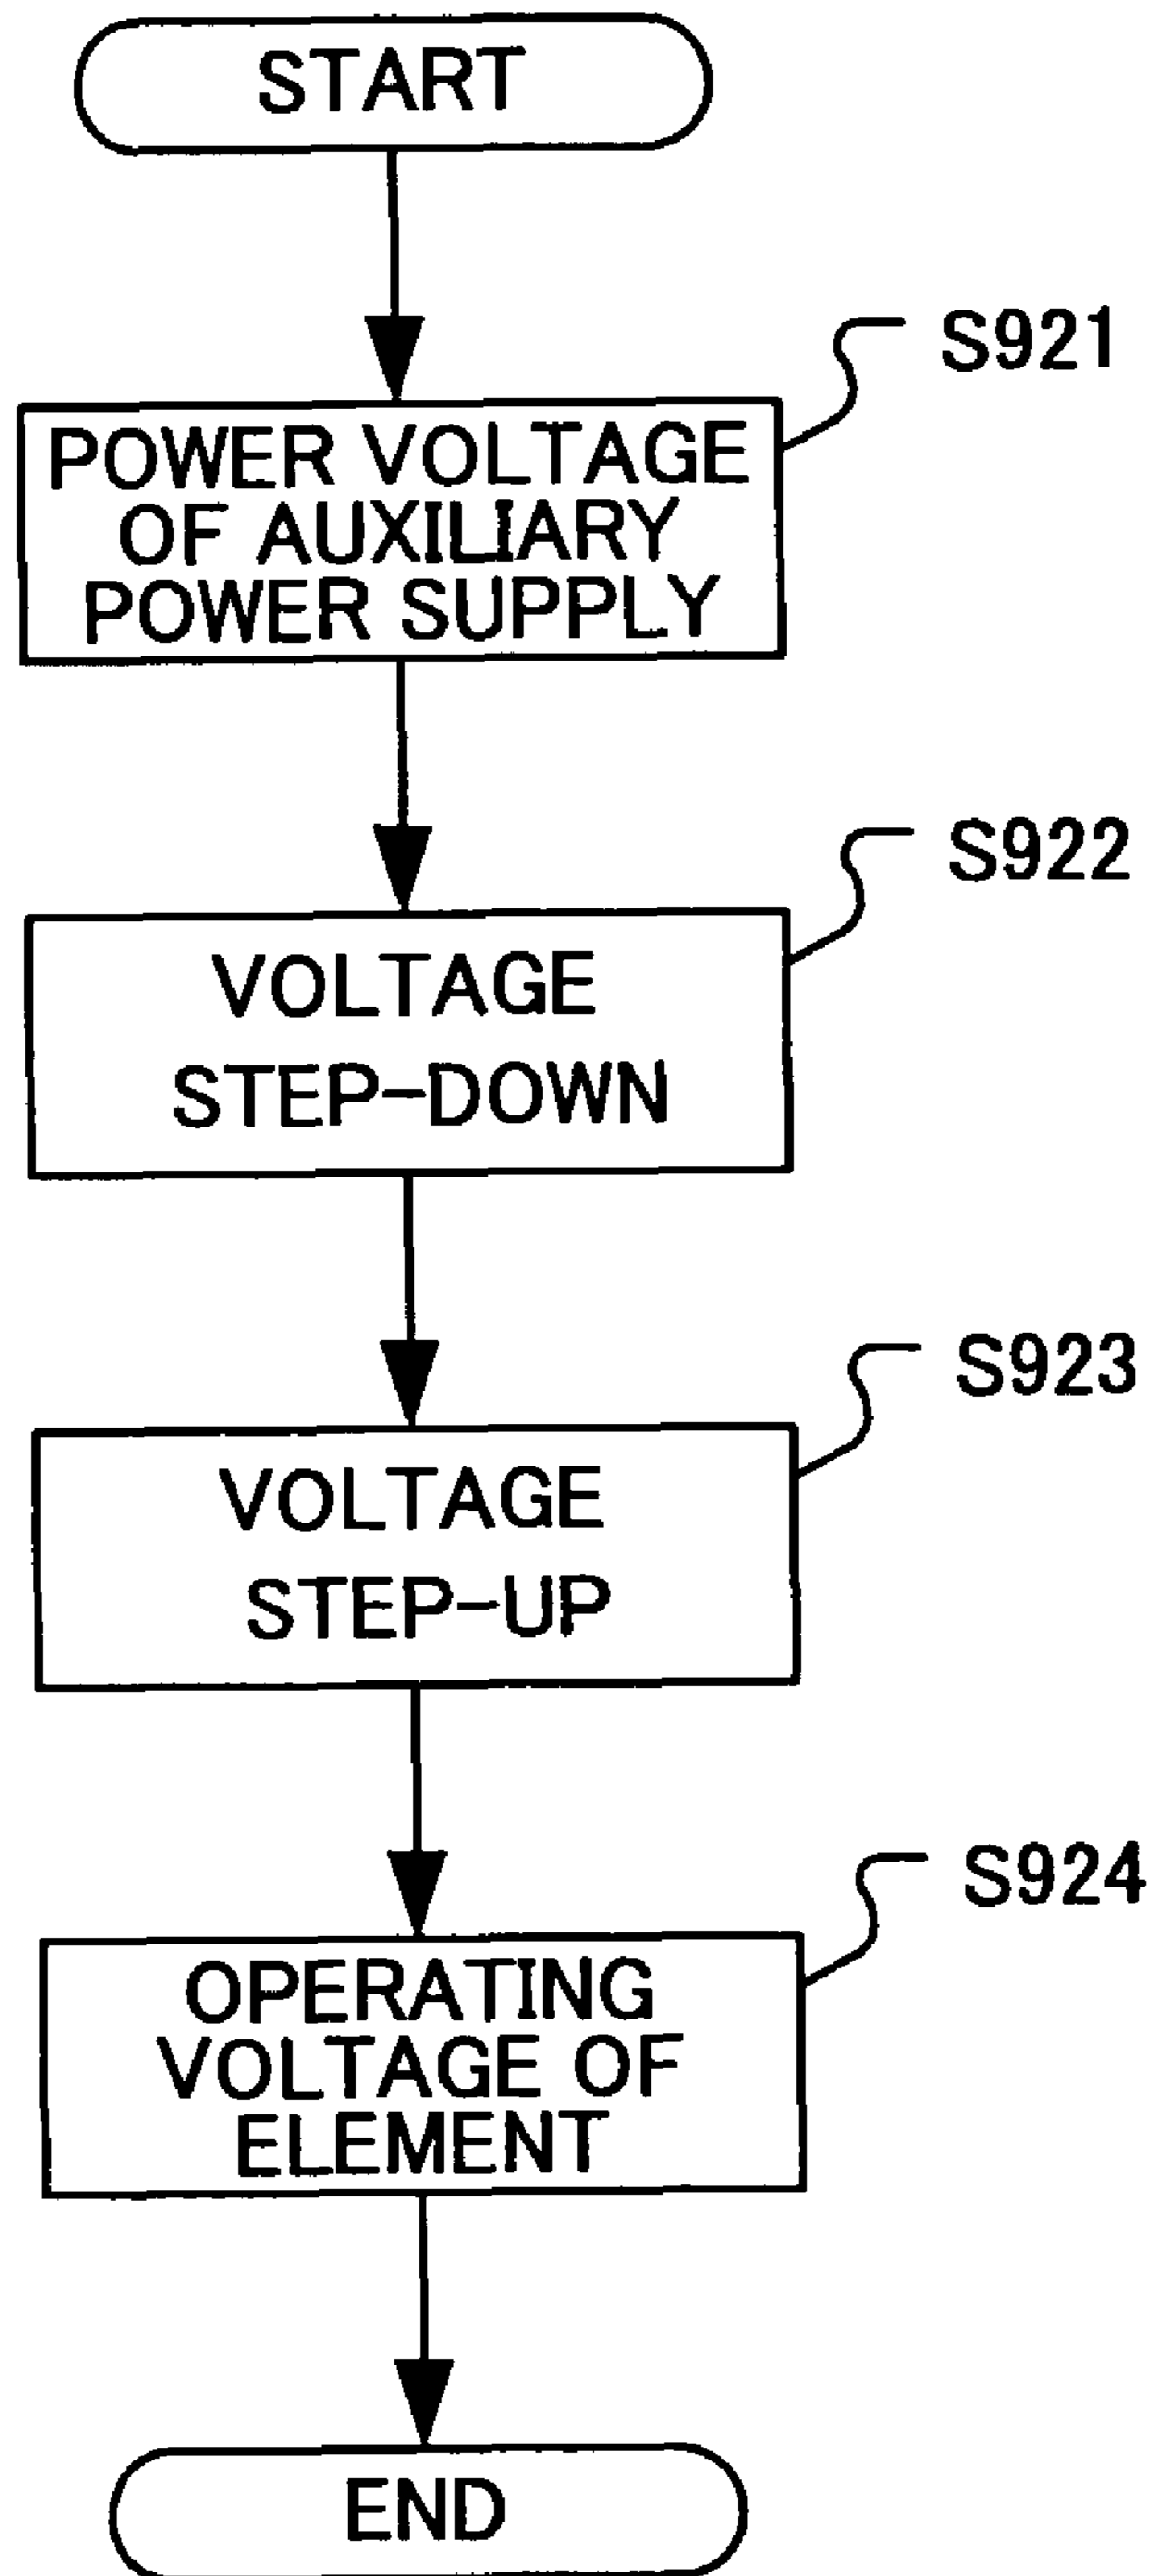 START
S921
POWER VOLTAGE
OF AUXILIARY
POWER SUPPLY
S922
VOLTAGE
STEP-DOWN
S923
VOLTAGE
STEP-UP
S924
OPERATING
VOLTAGE OF
ELEMENT
END